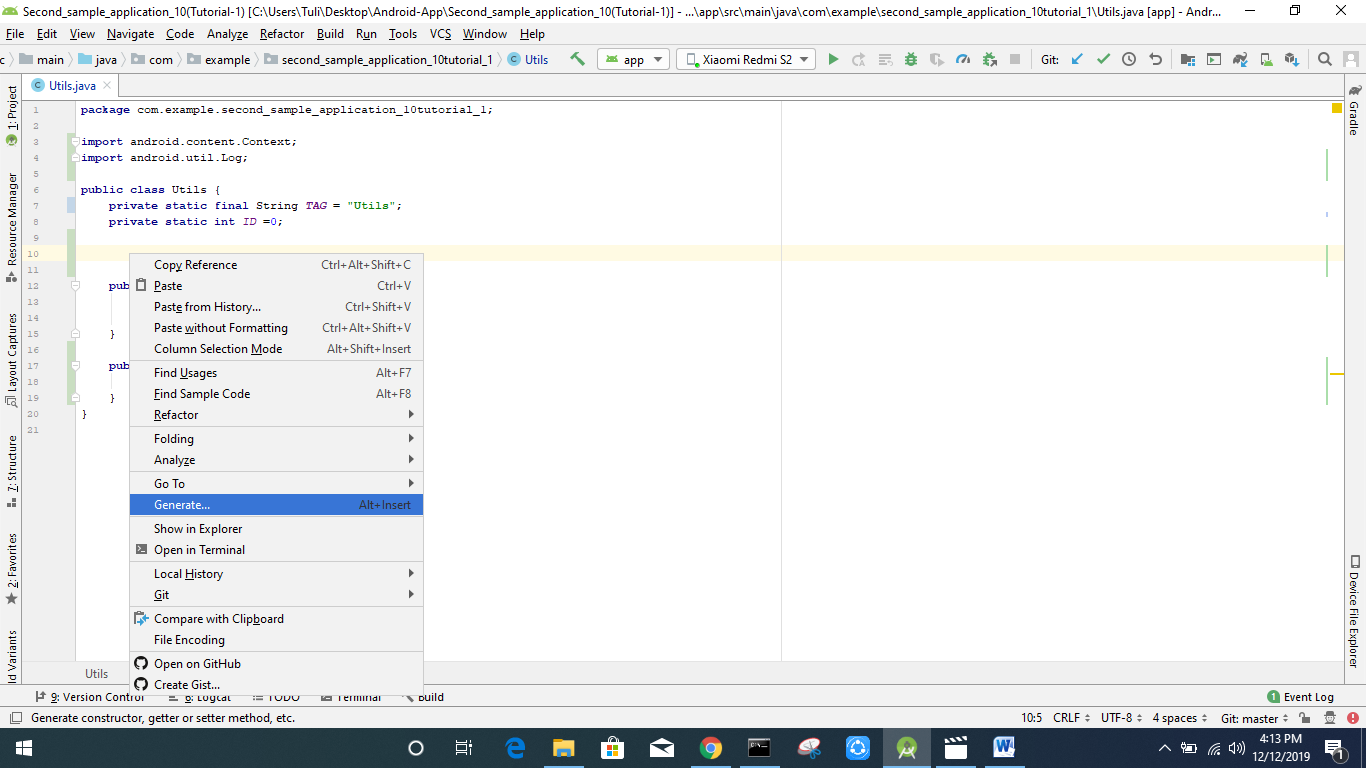 Second_sample_application_10(Tutorial-1) [C:\Users\Tuli\Desktop\Android-App\Second_sample_application_10(Tutorial-1)] - ...\app\src\main\java\com\example\second_sample_application_10tutorial_1\Utils.java [app] - Andr...
File Edit View Navigate Code Analyze Refactor Build Run Tools VCS Window Help
c main java com example second_sample_application_10tutorial_1 Utils app Xiaomi Redmi S2 Git:
Utils.java
1: Project
Resource Manager
Layout Captures
7: Structure
2: Favorites
ld Variants
1 package com.example.second_sample_application_10tutorial_1;
2
3 import android.content.Context;
4 import android.util.Log;
5
6 public class Utils {
7 private static final String TAG = "Utils";
8 private static int ID =0;
9
10
11
12 pub
13
14
15 }
16
17 pub
18
19 }
20 }
21
Copy Reference Ctrl+Alt+Shift+C
Paste Ctrl+V
Paste from History... Ctrl+Shift+V
Paste without Formatting Ctrl+Alt+Shift+V
Column Selection Mode Alt+Shift+Insert
Find Usages Alt+F7
Find Sample Code Alt+F8
Refactor
Folding
Analyze
Go To
Generate... Alt+Insert
Show in Explorer
Open in Terminal
Local History
Git
Compare with Clipboard
File Encoding
Open on GitHub
Create Gist...
Gradle
Device File Explorer
Utils
9: Version Control 6: Logcat TODO Terminal Build 1 Event Log
Generate constructor, getter or setter method, etc. 10:5 CRLF UTF-8 4 spaces Git: master
4:13 PM
12/12/2019
1